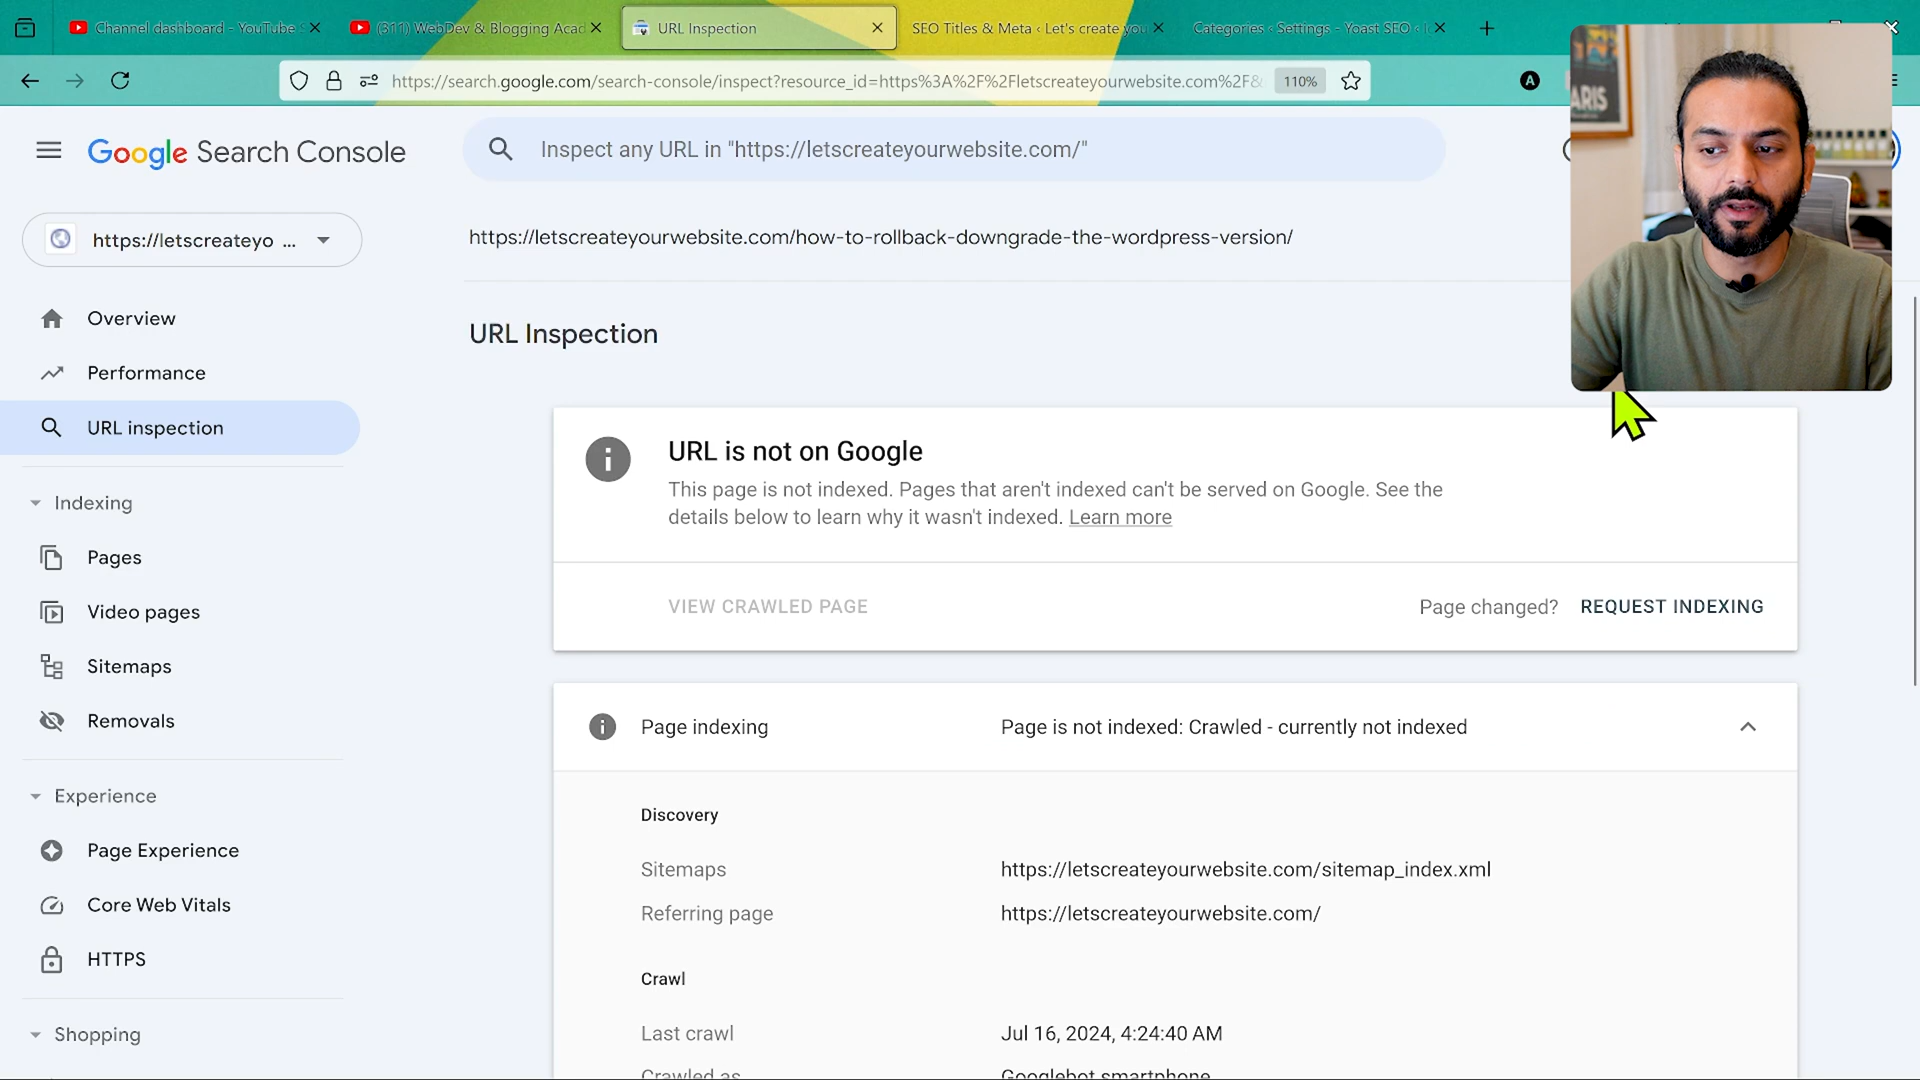 Channel dashboard - YouTube
(311) WebDev & Blogging Acad
URL Inspection
SEO Titles & Meta ‹ Let's create you
Categories ‹ Settings - Yoast SEO ‹
https://search.google.com/search-console/inspect?resource_id=https%3A%2F%2Fletscreateyourwebsite.com%2F&
110%
A
ARIS
Google Search Console
Inspect any URL in "https://letscreateyourwebsite.com/"
https://letscreateyo ...
https://letscreateyourwebsite.com/how-to-rollback-downgrade-the-wordpress-version/
Overview
Performance
URL inspection
Indexing
Pages
Video pages
Sitemaps
Removals
Experience
Page Experience
Core Web Vitals
HTTPS
Shopping
URL Inspection
URL is not on Google
This page is not indexed. Pages that aren't indexed can't be served on Google. See the
details below to learn why it wasn't indexed. Learn more
VIEW CRAWLED PAGE
Page changed? REQUEST INDEXING
Page indexing
Page is not indexed: Crawled - currently not indexed
Discovery
Sitemaps
https://letscreateyourwebsite.com/sitemap_index.xml
Referring page
https://letscreateyourwebsite.com/
Crawl
Last crawl
Jul 16, 2024, 4:24:40 AM
Crawled as
Googlebot smartphone